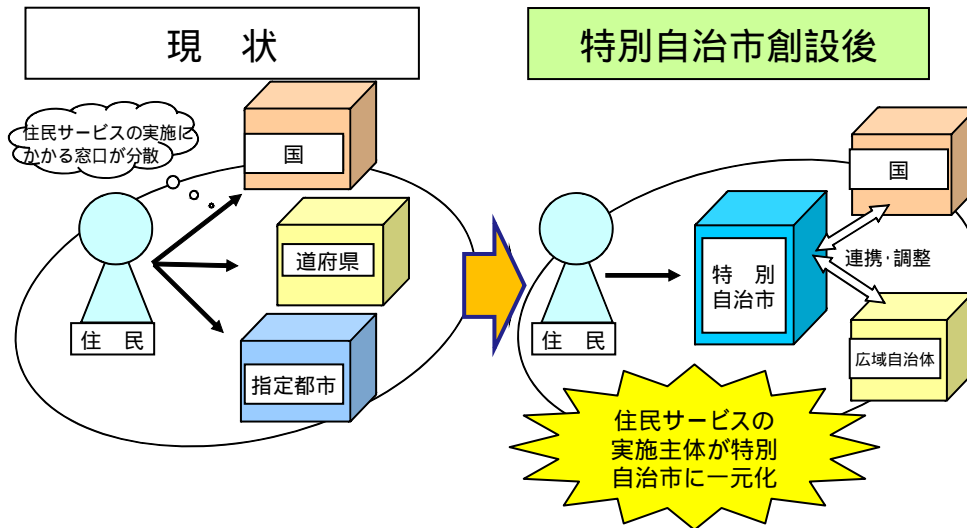 現　状
住民サービスの実施に
かかる窓口が分散
国
道府県
指定都市
住　民
特別自治市創設後
国
特　別
自治市
連携･調整
広域自治体
住　民
住民サービスの
実施主体が特別
自治市に一元化